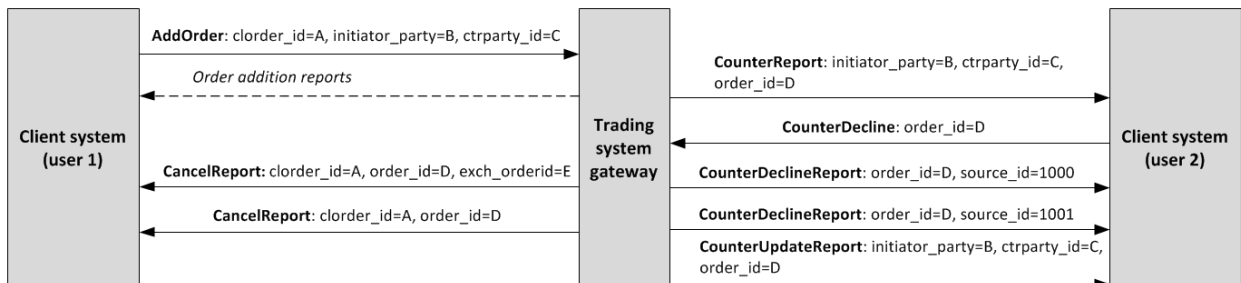 AddOrder: clorder_id=A, initiator_party=B, ctrparty_id=C
Order addition reports
CounterReport: initiator_party=B, ctrparty_id=C,
order_id=D
Client system
(user 1)
Trading
system
gateway
Client system
(user 2)
CounterDecline: order_id=D
CancelReport: clorder_id=A, order_id=D, exch_orderid=E
CounterDeclineReport: order_id=D, source_id=1000
CancelReport: clorder_id=A, order_id=D
CounterDeclineReport: order_id=D, source_id=1001
CounterUpdateReport: initiator_party=B, ctrparty_id=C,
order_id=D